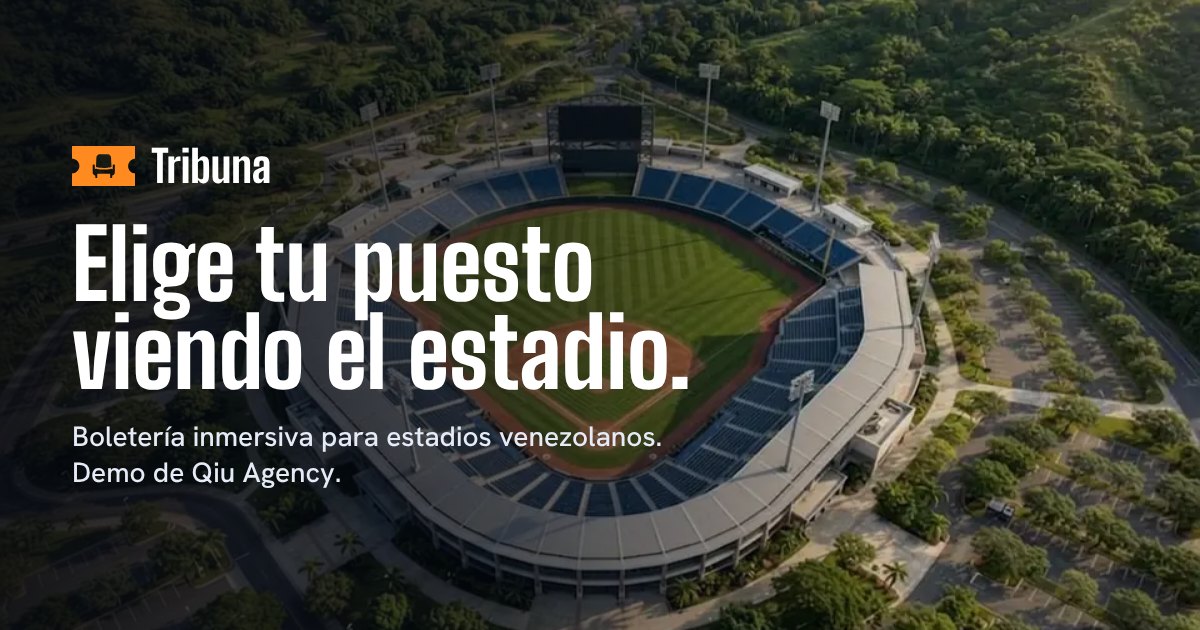 Tribuna
Elige tu puesto
viendo el estadio.
Boletería inmersiva para estadios venezolanos.
Demo de Qiu Agency.